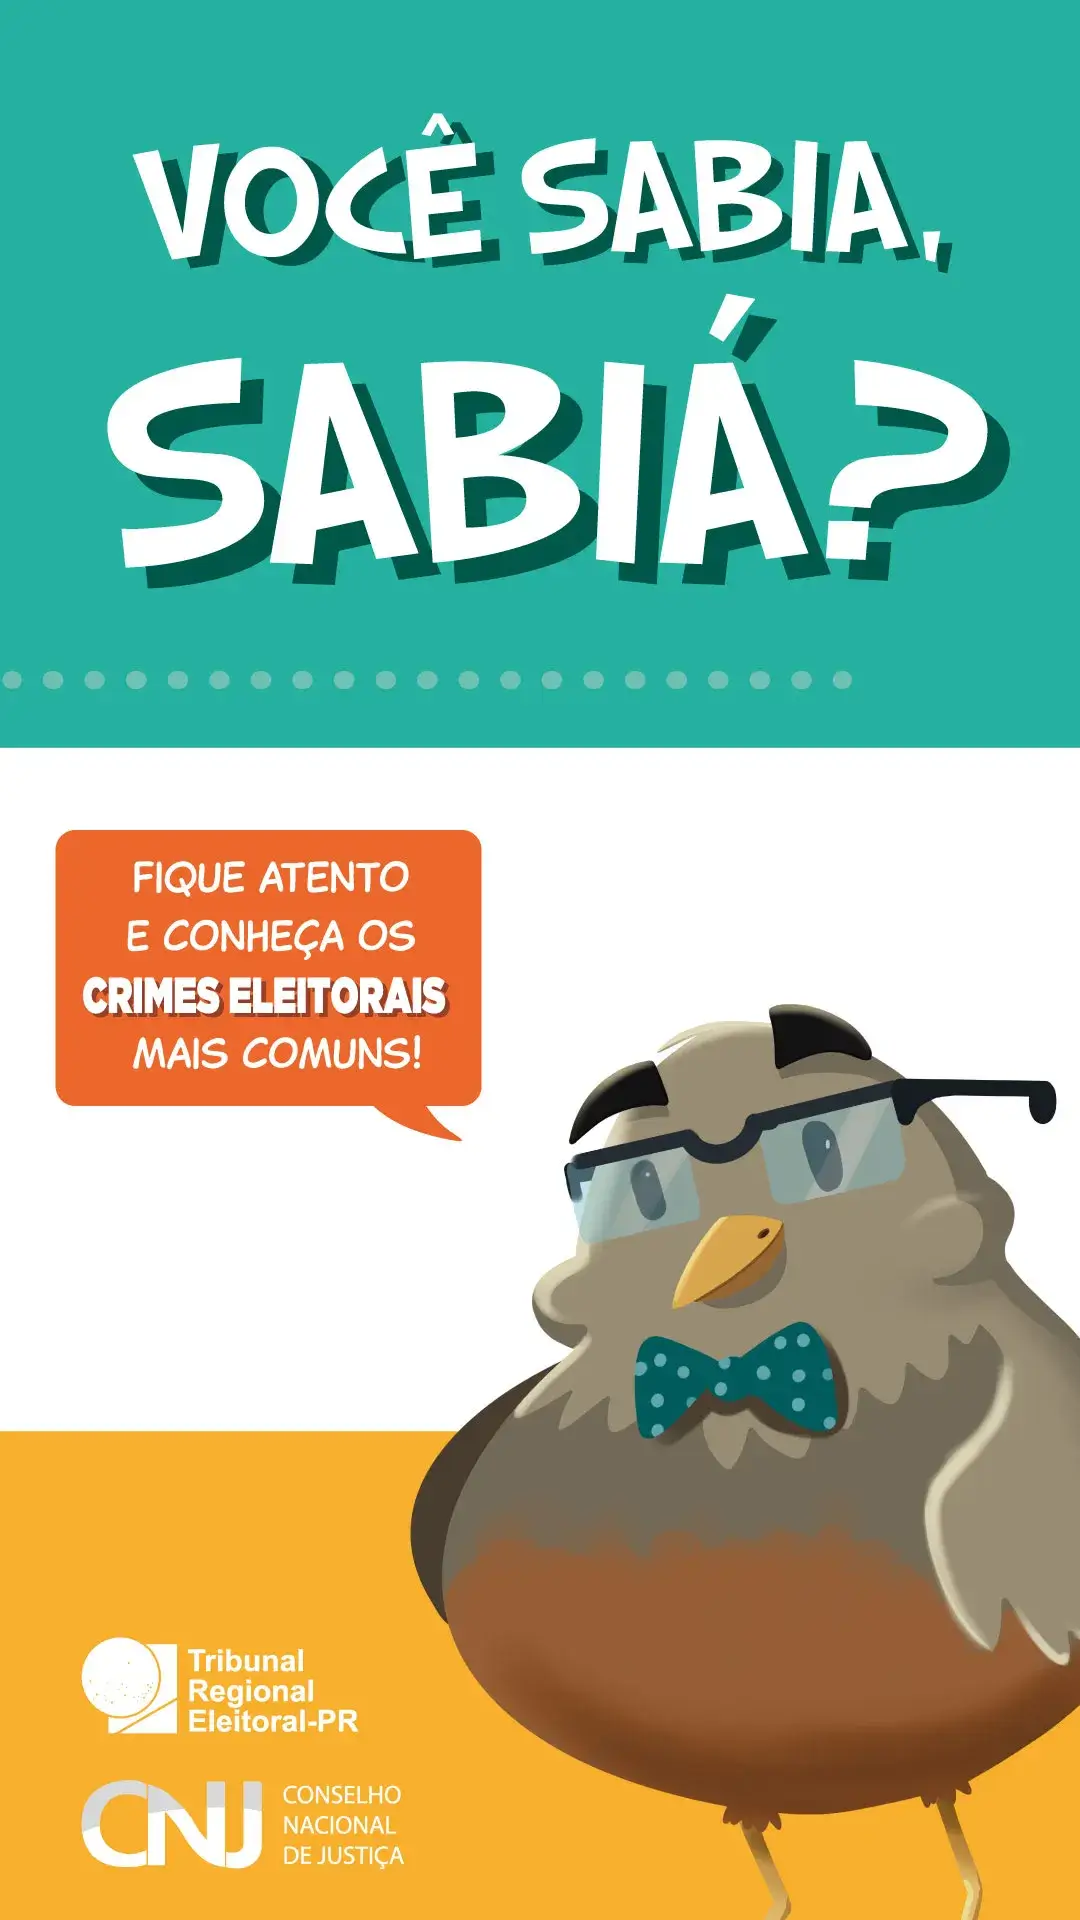 VOCÊ SABIA,
SABIÁ?
FIQUE ATENTO
E CONHEÇA OS
CRIMES ELEITORAIS
MAIS COMUNS!
Tribunal
Regional
Eleitoral-PR
CNJ
CONSELHO
NACIONAL
DE JUSTIÇA